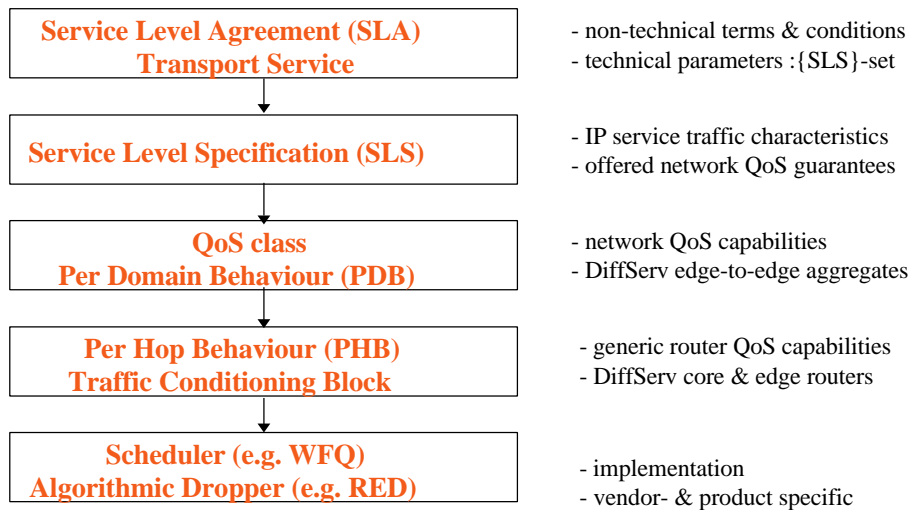 Service Level Agreement (SLA)
Transport Service
- non-technical terms & conditions
- technical parameters :{SLS}-set
Service Level Specification (SLS)
- IP service traffic characteristics
- offered network QoS guarantees
QoS class
Per Domain Behaviour (PDB)
- network QoS capabilities
- DiffServ edge-to-edge aggregates
Per Hop Behaviour (PHB)
Traffic Conditioning Block
- generic router QoS capabilities
- DiffServ core & edge routers
Scheduler (e.g. WFQ)
Algorithmic Dropper (e.g. RED)
- implementation
- vendor- & product specific